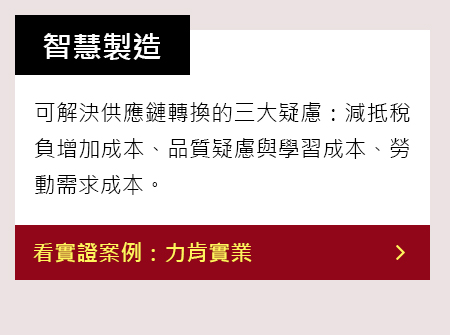 智慧製造
可解決供應鏈轉換的三大疑慮：減抵稅
負增加成本、品質疑慮與學習成本、勞
動需求成本。
看實證案例：力肯實業